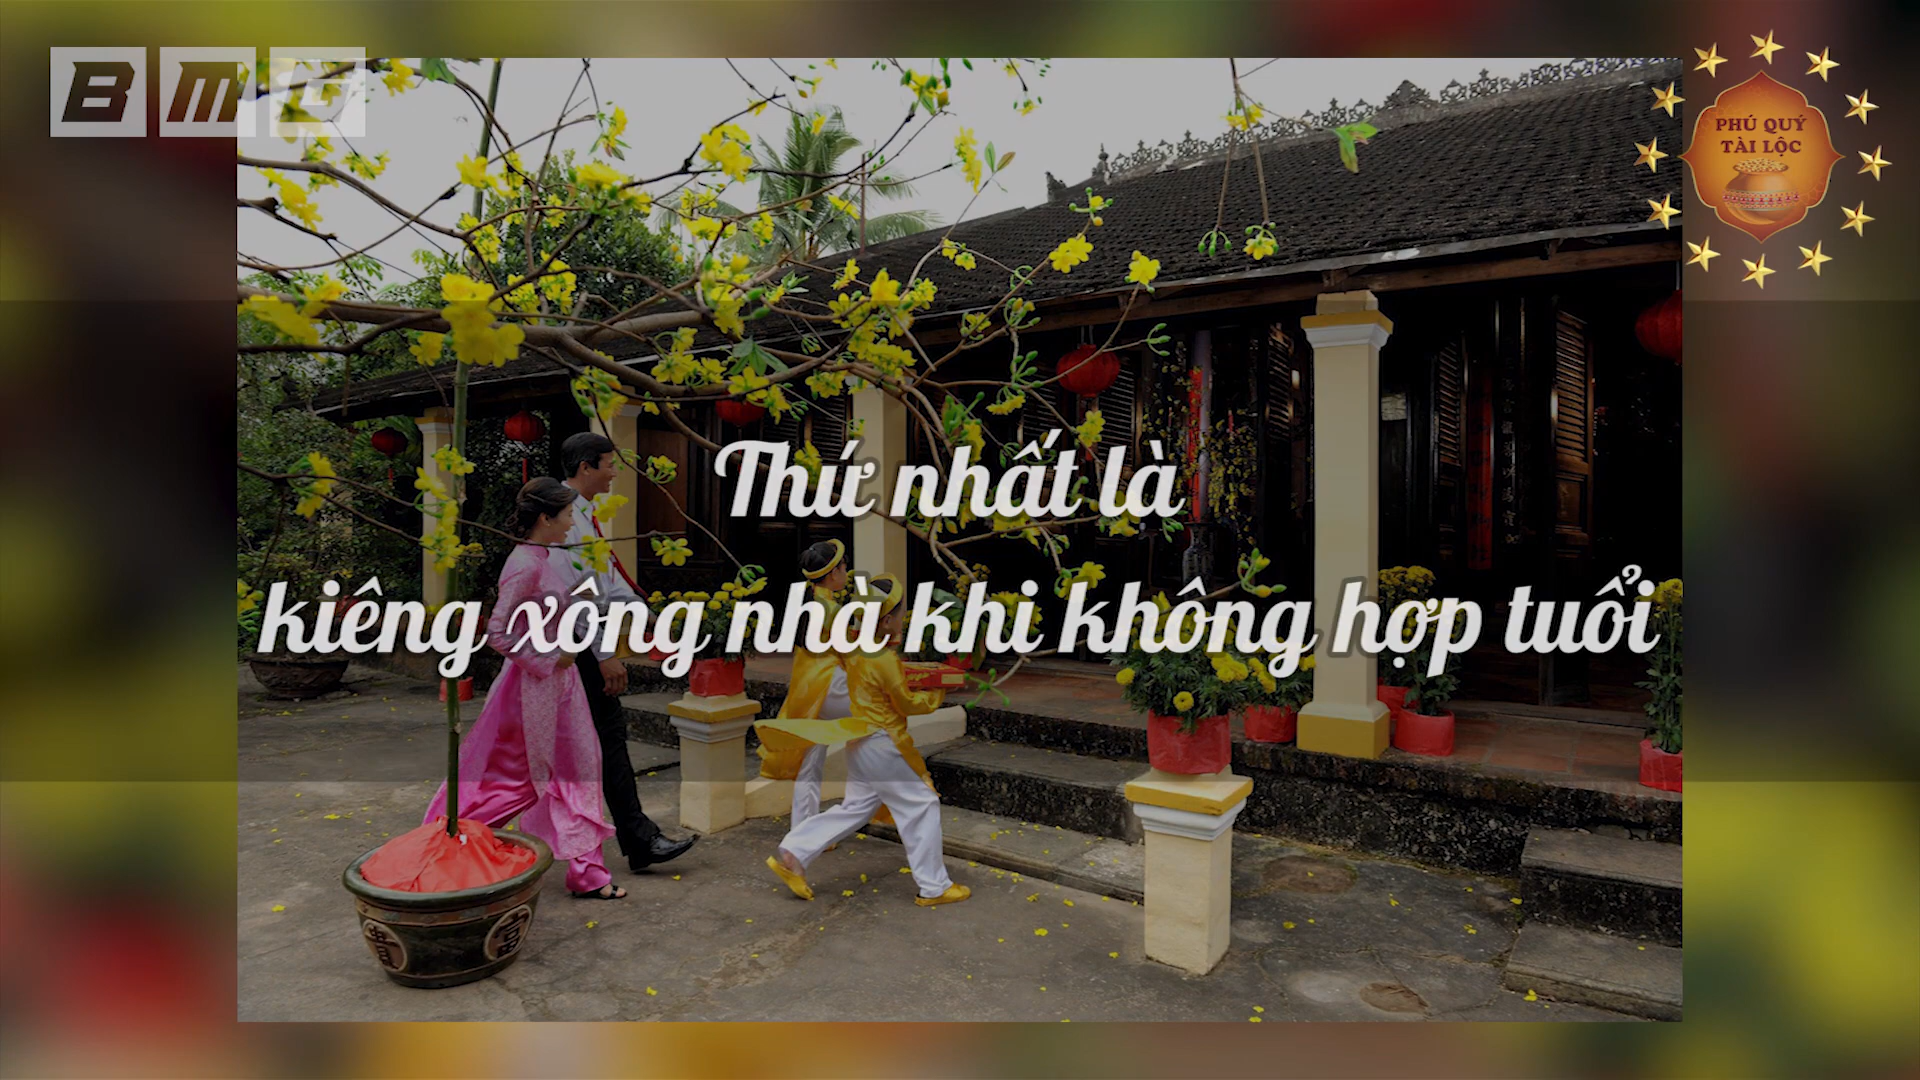 BMG
PHÚ QUÝ
TÀI LỘC
Thứ nhất là
kiêng xông nhà khi không hợp tuổi